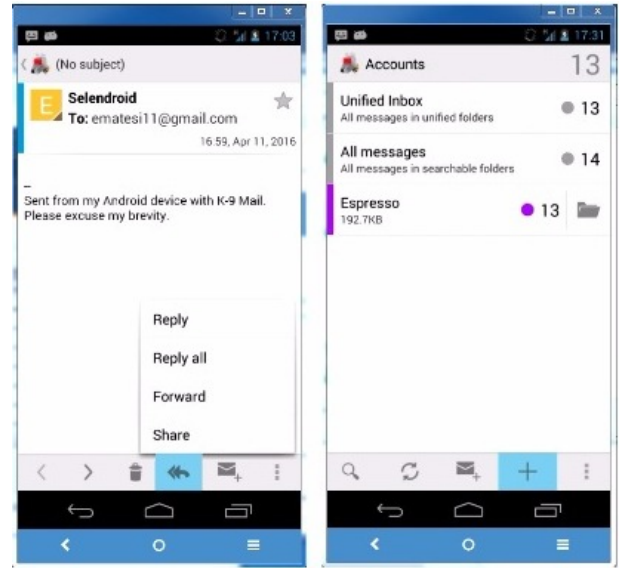 17:03
(No subject)
E
Selendroid
To: ematesi11@gmail.com
16:59, Apr 11, 2016
–
Sent from my Android device with K-9 Mail.
Please excuse my brevity.
Reply
Reply all
Forward
Share
17:31
Accounts
13
Unified Inbox
All messages in unified folders
13
All messages
All messages in searchable folders
14
Espresso
192.7KB
13